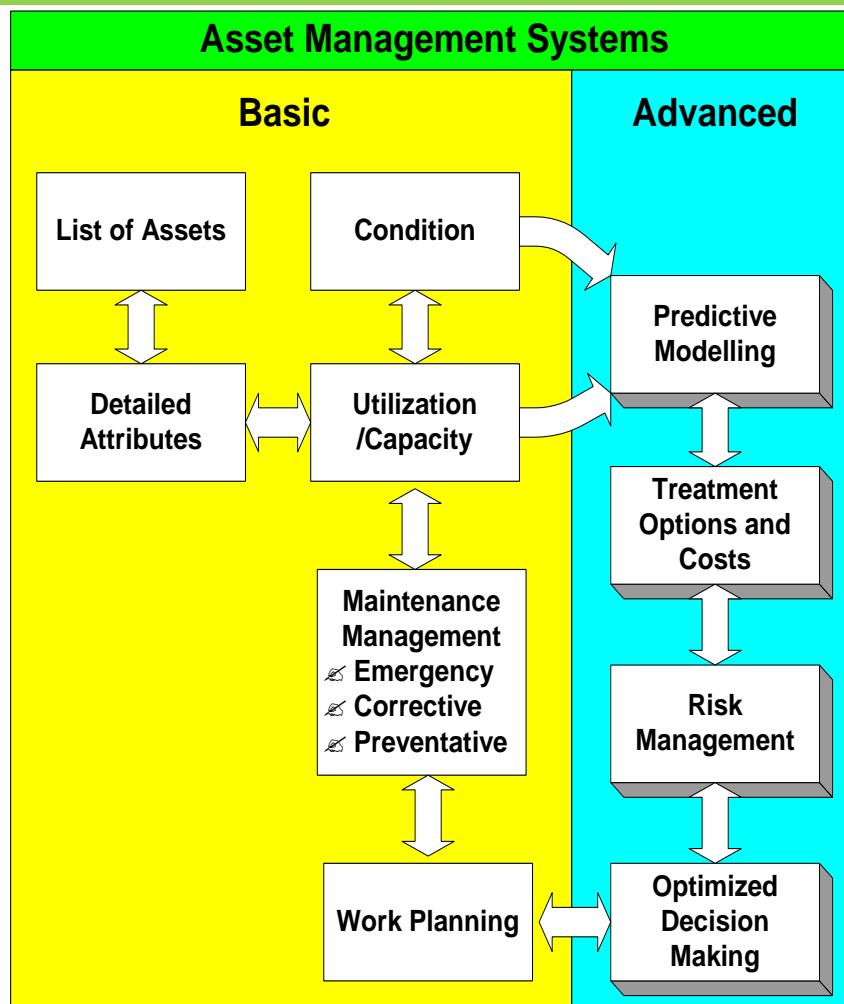 Asset Management Systems
Basic
Advanced
List of Assets
Condition
Predictive
Modelling
Detailed
Attributes
Utilization
/Capacity
Treatment
Options and
Costs
Maintenance
Management
Emergency
Corrective
Preventative
Risk
Management
Work Planning
Optimized
Decision
Making